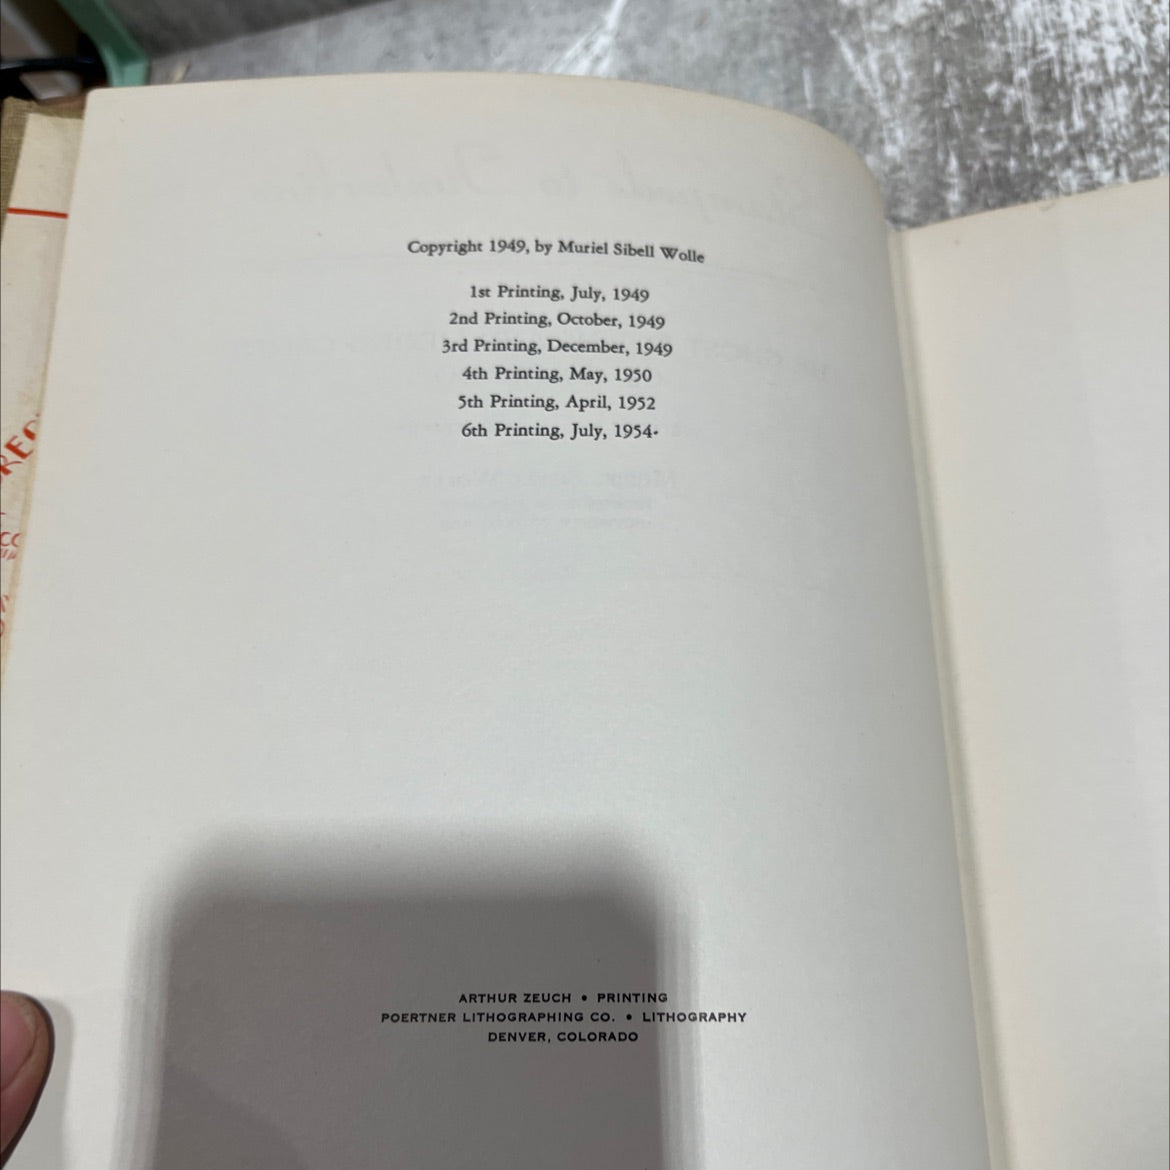 Copyright 1949, by Muriel Sibell Wolle
1st Printing, July, 1949
2nd Printing, October, 1949
3rd Printing, December, 1949
4th Printing, May, 1950
5th Printing, April, 1952
6th Printing, July, 1954.
ARTHUR ZEUCH • PRINTING
POERTNER LITHOGRAPHING CO. • LITHOGRAPHY
DENVER, COLORADO